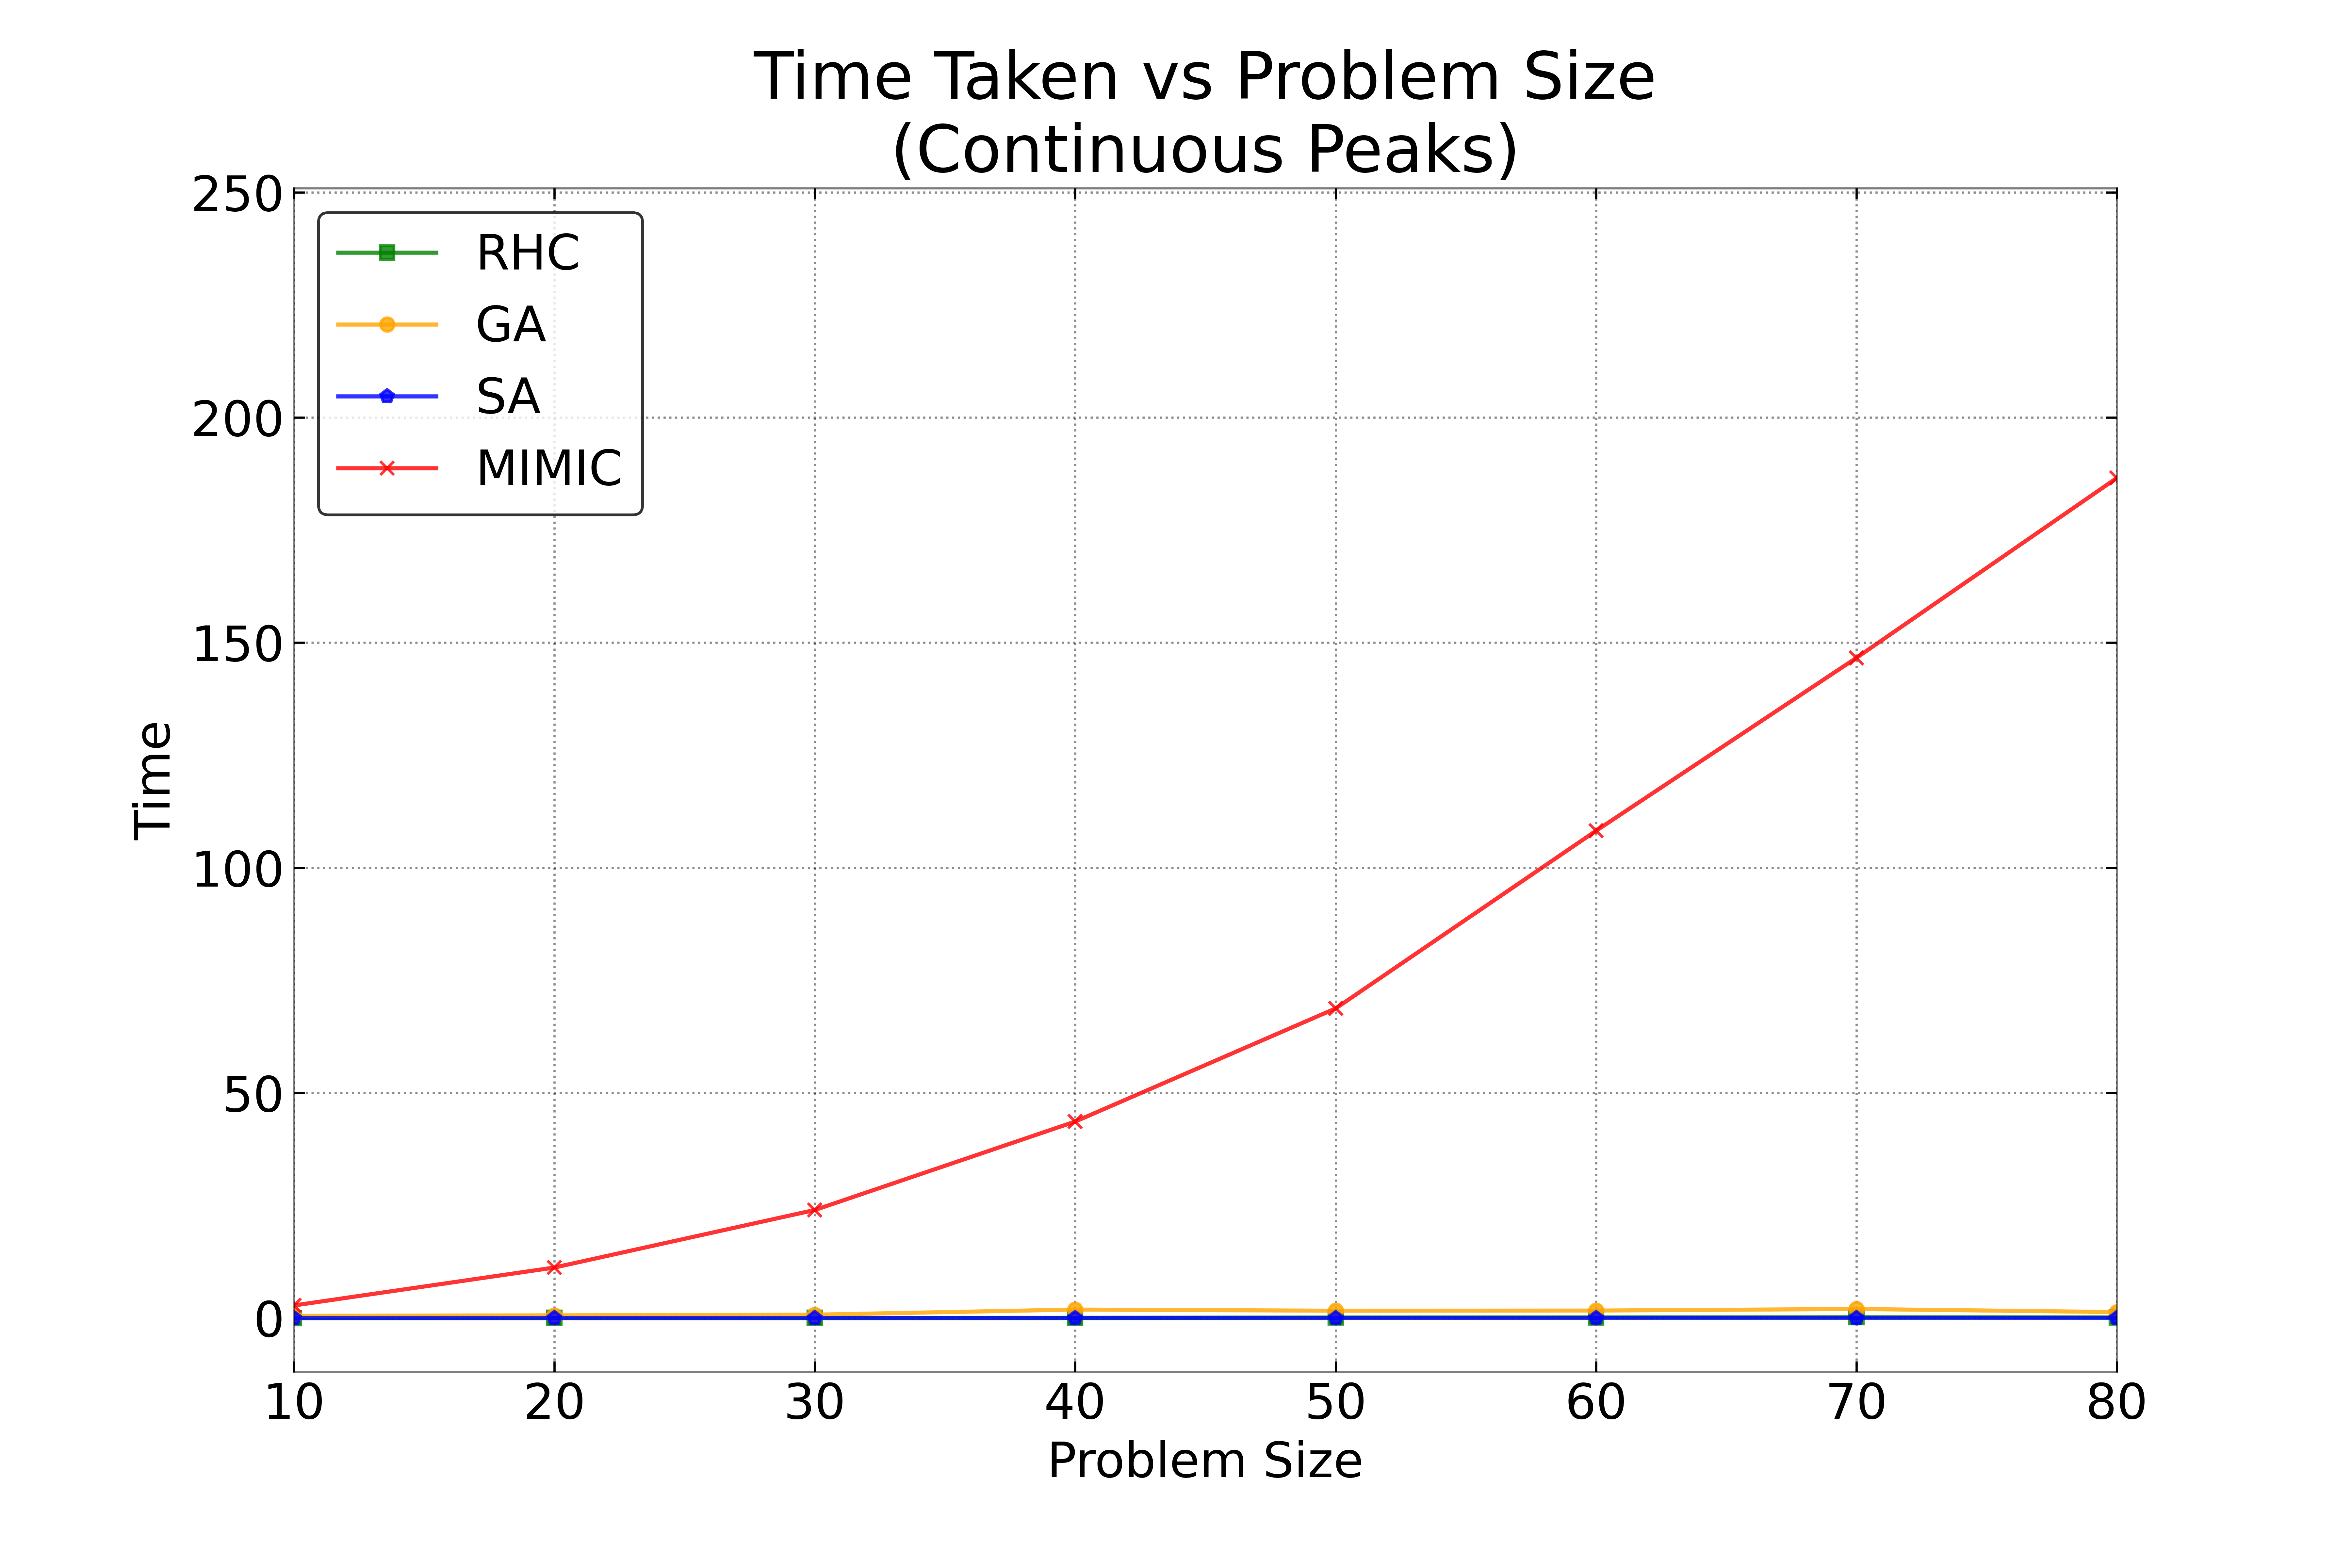 Time Taken vs Problem Size
(Continuous Peaks)
250
200
150
100
50
0
RHC
GA
SA
MIMIC
Time
10 20 30 40 50 60 70 80
Problem Size